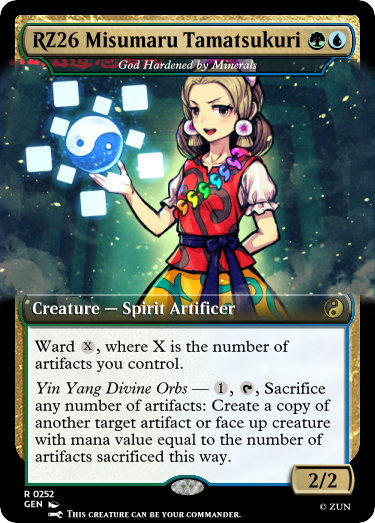 RZ26 Misumaru Tamatsukuri
God Hardened by Minerals
Creature — Spirit Artificer
Ward X, where X is the number of
artifacts you control.
Yin Yang Divine Orbs — 1, , Sacrifice
any number of artifacts: Create a copy of
another target artifact or face up creature
with mana value equal to the number of
artifacts sacrificed this way.
2/2
R 0252
GEN
THIS CREATURE CAN BE YOUR COMMANDER.
© ZUN